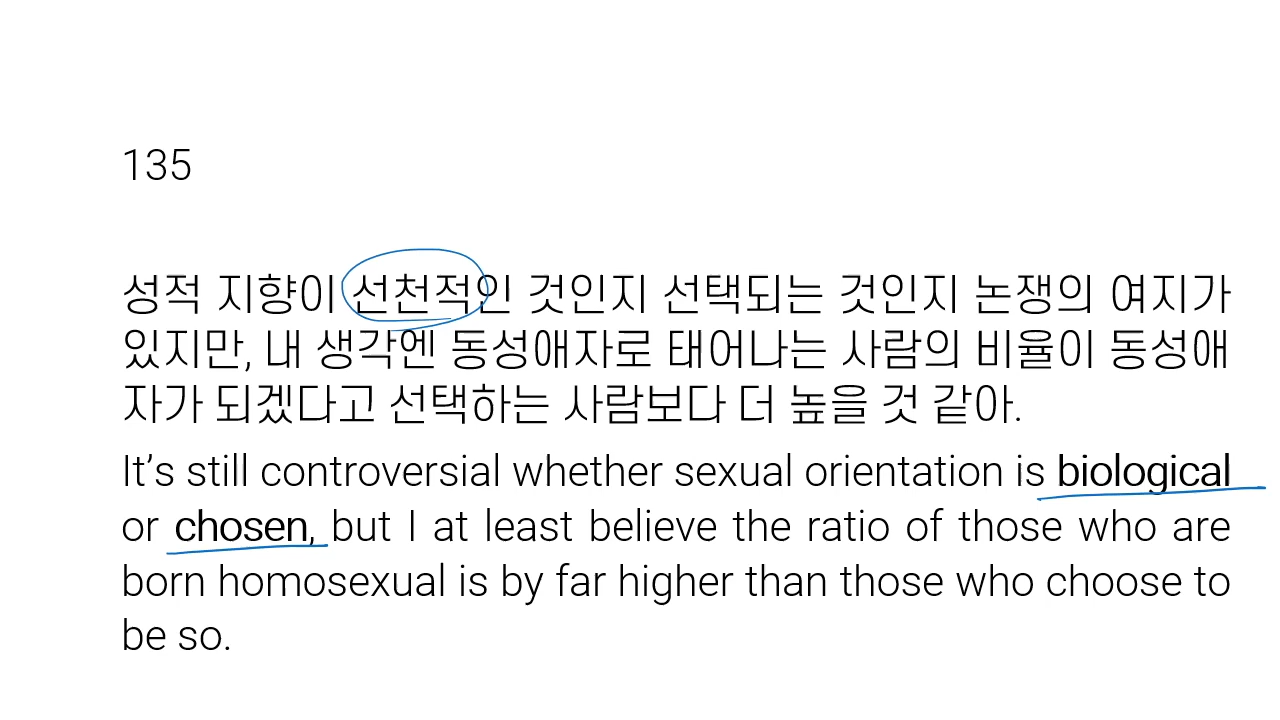 135
성적 지향이 선천적인 것인지 선택되는 것인지 논쟁의 여지가
있지만, 내 생각엔 동성애자로 태어나는 사람의 비율이 동성애
자가 되겠다고 선택하는 사람보다 더 높을 것 같아.
It’s still controversial whether sexual orientation is biological
or chosen, but I at least believe the ratio of those who are
born homosexual is by far higher than those who choose to
be so.